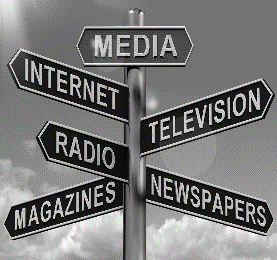 MEDIA
INTERNET
TELEVISION
RADIO
MAGAZINES
NEWSPAPERS